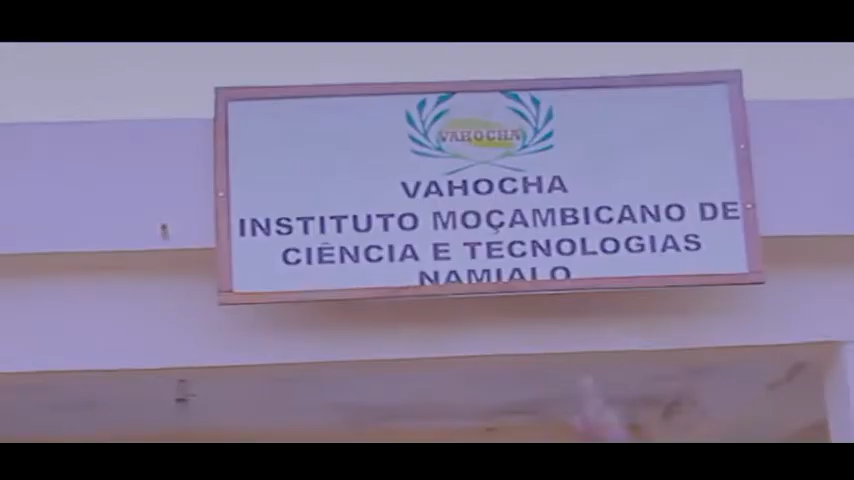 VAHOCHA
VAHOCHA
INSTITUTO MOÇAMBICANO DE
CIÊNCIA E TECNOLOGIAS
NAMIALO